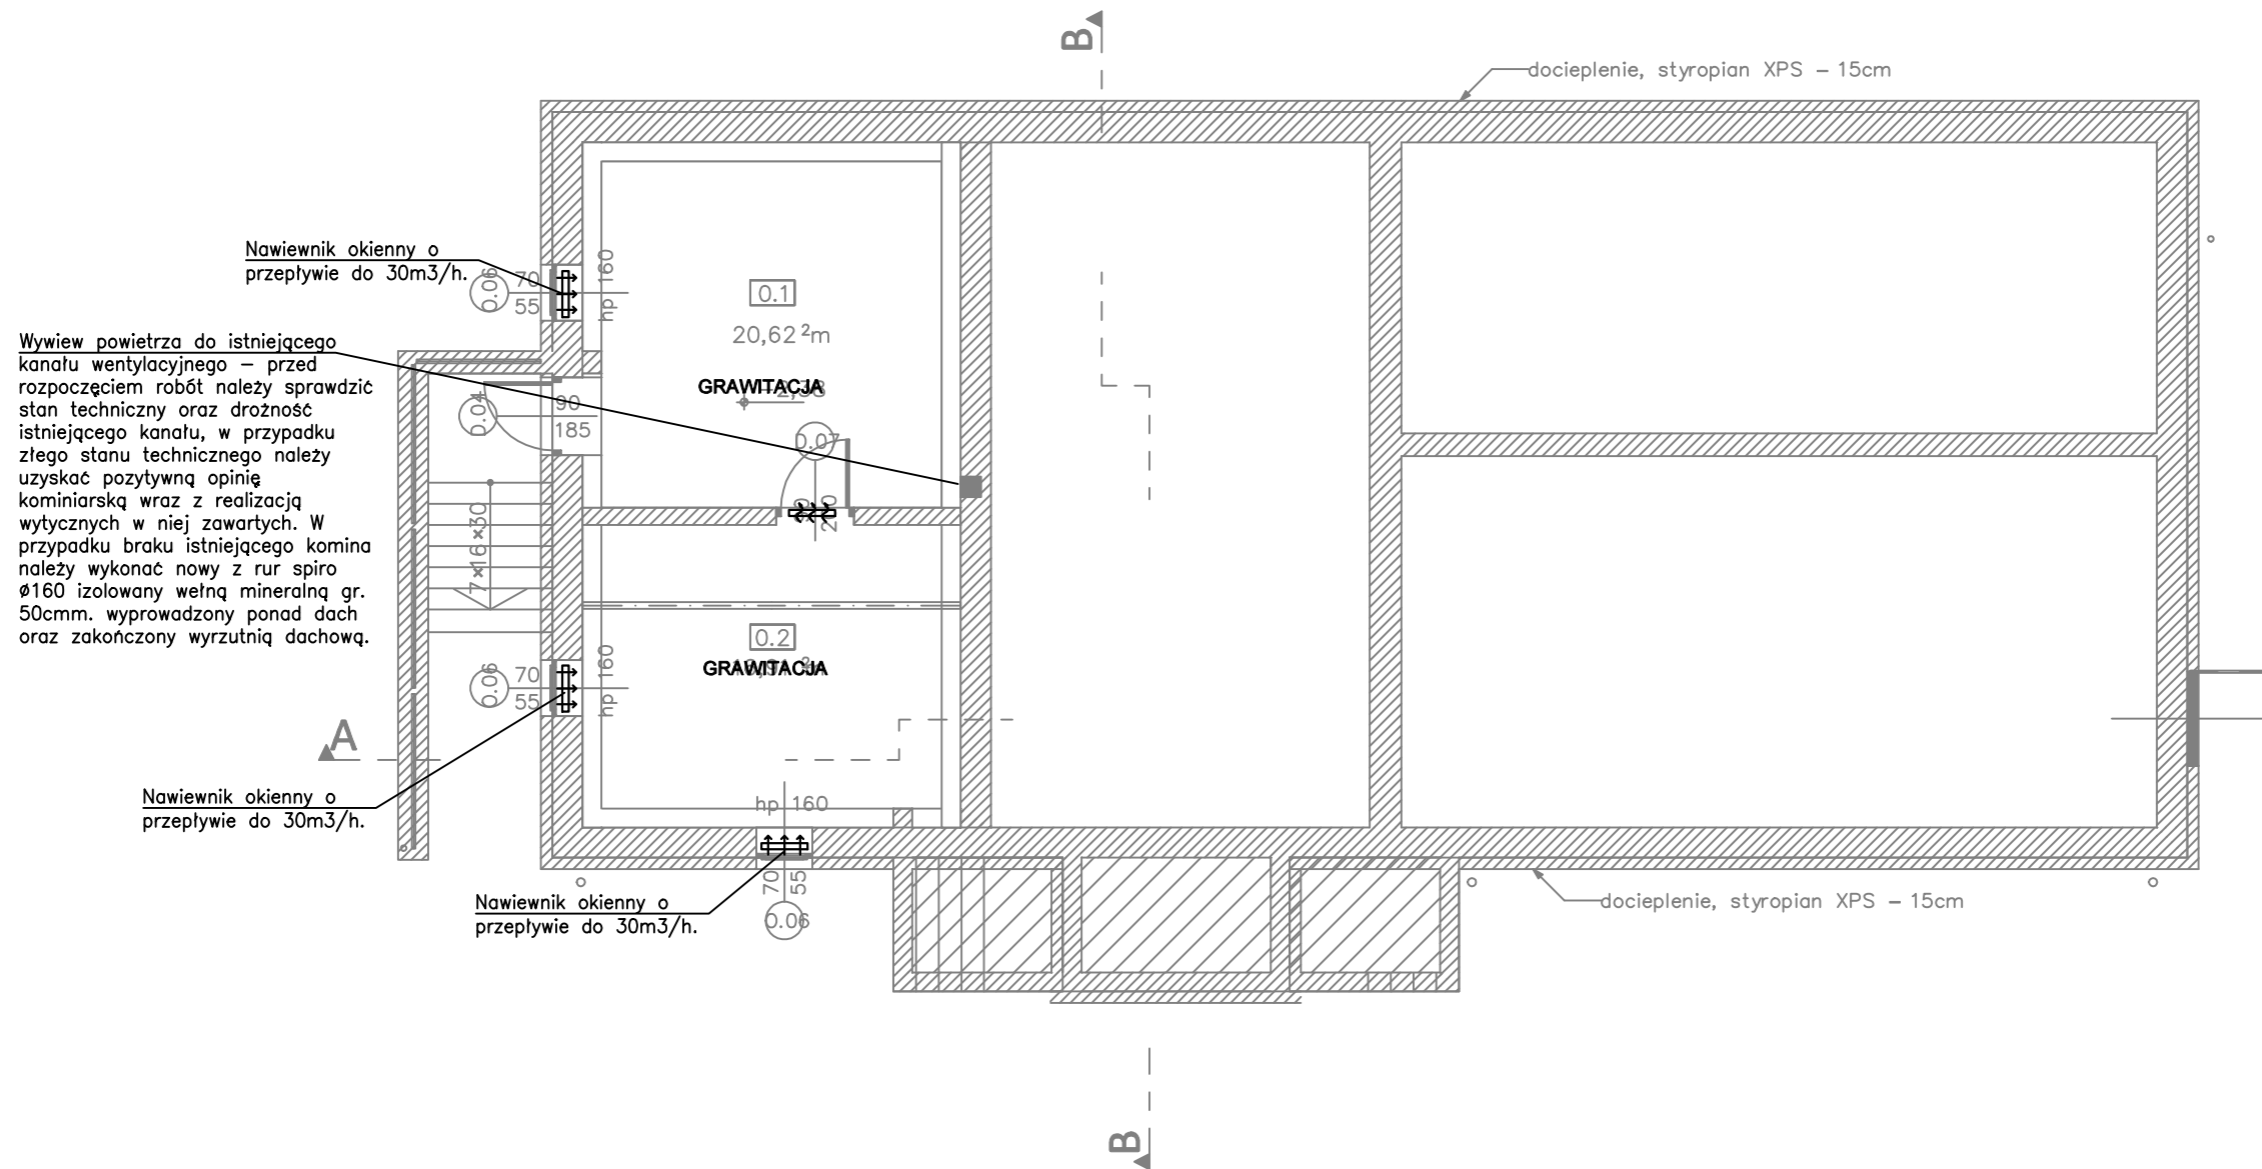 B
docieplenie, styropian XPS – 15cm
Nawiewnik okienny o
przepływie do 30m3/h.
0.06
70
55
hp 160
0.1
20,62 ²m
GRAWITACJA
Wywiew powietrza do istniejącego
kanału wentylacyjnego – przed
rozpoczęciem robót należy sprawdzić
stan techniczny oraz drożność
istniejącego kanału, w przypadku
złego stanu technicznego należy
uzyskać pozytywną opinię
kominiarską wraz z realizacją
wytycznych w niej zawartych. W
przypadku braku istniejącego komina
należy wykonać nowy z rur spiro
ø160 izolowany wełną mineralną gr.
50cmm. wyprowadzony ponad dach
oraz zakończony wyrzutnią dachową.
0.04
90
185
0.07
7×16×30
0.2
GRAWITACJA
0.06
70
55
hp 160
A
Nawiewnik okienny o
przepływie do 30m3/h.
hp 160
70
55
0.06
Nawiewnik okienny o
przepływie do 30m3/h.
docieplenie, styropian XPS – 15cm
B